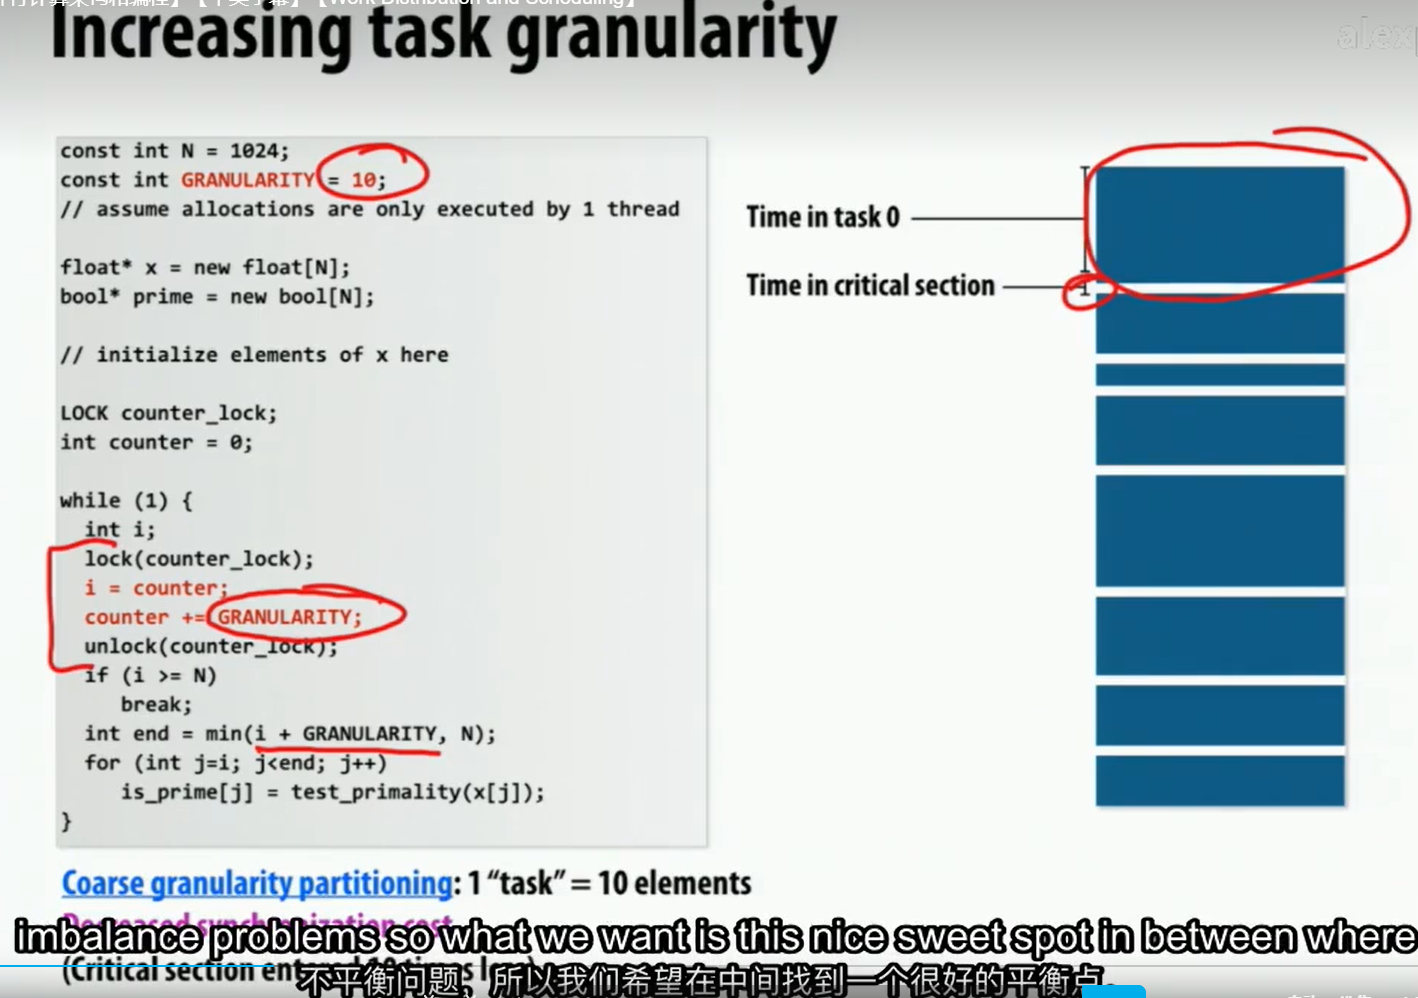 【Work Distribution and Scheduling】
Increasing task granularity
const int N = 1024;
const int GRANULARITY = 10;
// assume allocations are only executed by 1 thread
float* x = new float[N];
bool* prime = new bool[N];
// initialize elements of x here
LOCK counter_lock;
int counter = 0;
while (1) {
int i;
lock(counter_lock);
i = counter;
counter += GRANULARITY;
unlock(counter_lock);
if (i >= N)
break;
int end = min(i + GRANULARITY, N);
for (int j=i; j<end; j++)
is_prime[j] = test_primality(x[j]);
}
Time in task 0
Time in critical section
Coarse granularity partitioning: 1 “task” = 10 elements
Decreased synchronization cost
(Critical section entered 10 times less)
imbalance problems so what we want is this nice sweet spot in between where
不平衡问题，所以我们希望在中间找到一个很好的平衡点。